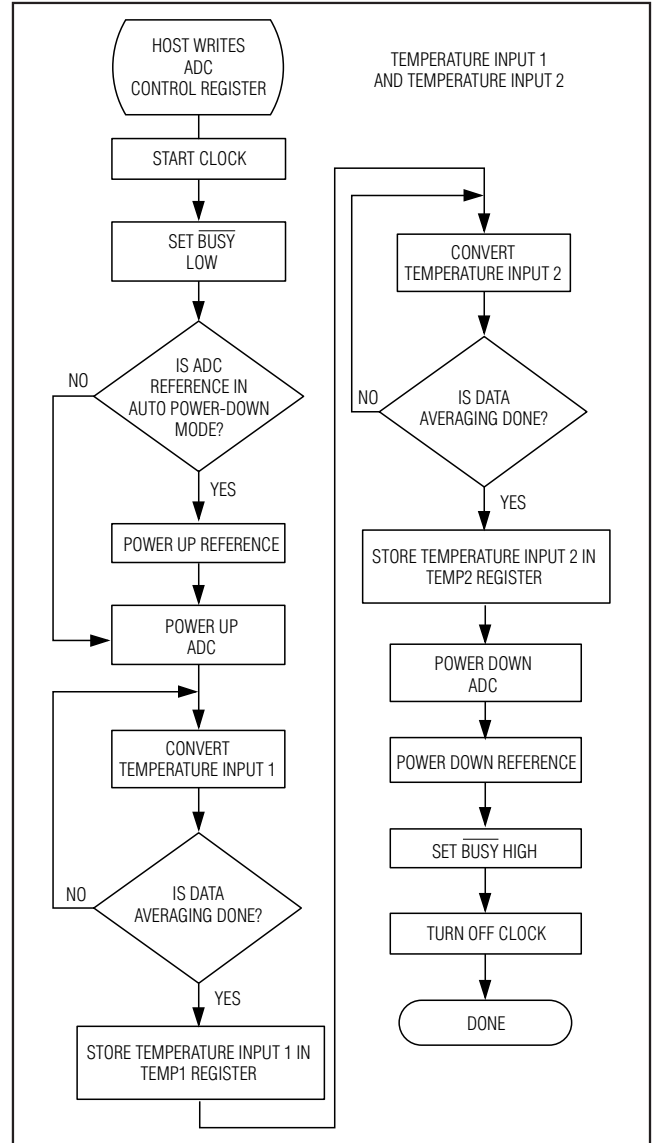 TEMPERATURE INPUT 1
AND TEMPERATURE INPUT 2
HOST WRITES
ADC
CONTROL REGISTER
START CLOCK
SET B̅U̅S̅Y̅
LOW
IS ADC
REFERENCE IN
AUTO POWER-DOWN
MODE?
NO
YES
POWER UP REFERENCE
POWER UP
ADC
CONVERT
TEMPERATURE INPUT 1
IS DATA
AVERAGING DONE?
NO
YES
STORE TEMPERATURE INPUT 1 IN
TEMP1 REGISTER
CONVERT
TEMPERATURE INPUT 2
IS DATA
AVERAGING DONE?
NO
YES
STORE TEMPERATURE INPUT 2 IN
TEMP2 REGISTER
POWER DOWN
ADC
POWER DOWN REFERENCE
SET B̅U̅S̅Y̅ HIGH
TURN OFF CLOCK
DONE